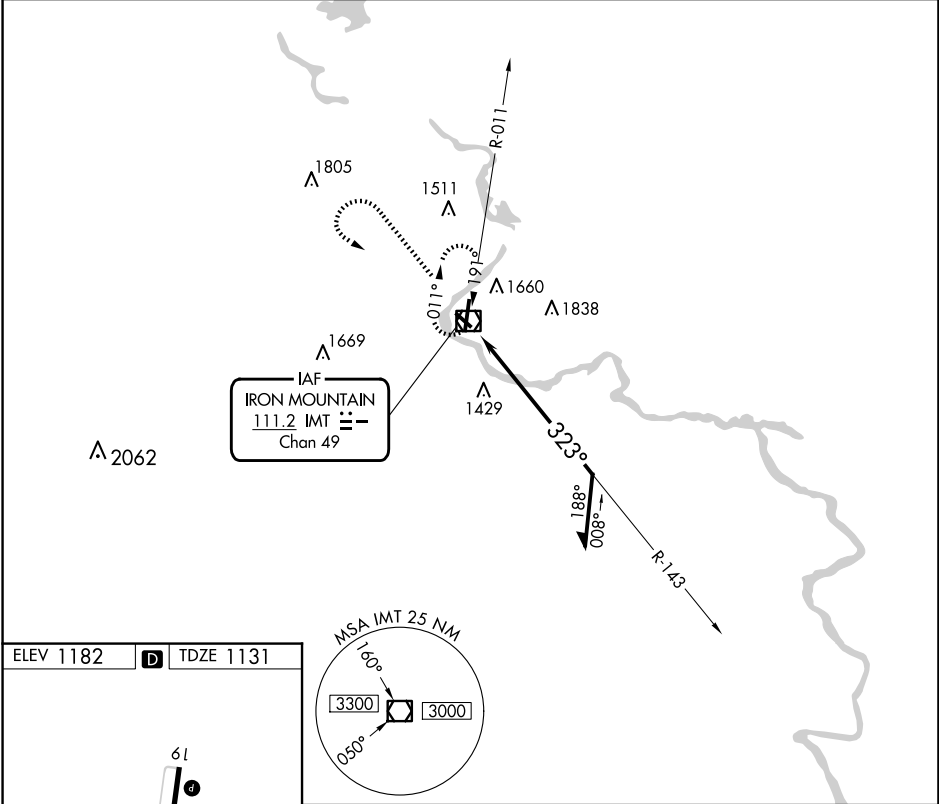 R-011
1805
1511
191°
011°
1660
1838
1669
IAF
IRON MOUNTAIN
111.2 IMT
Chan 49
1429
323°
2062
188°
008°
R-143
MSA IMT 25 NM
160°
3300
3000
050°
ELEV 1182
D
TDZE 1131
19
P